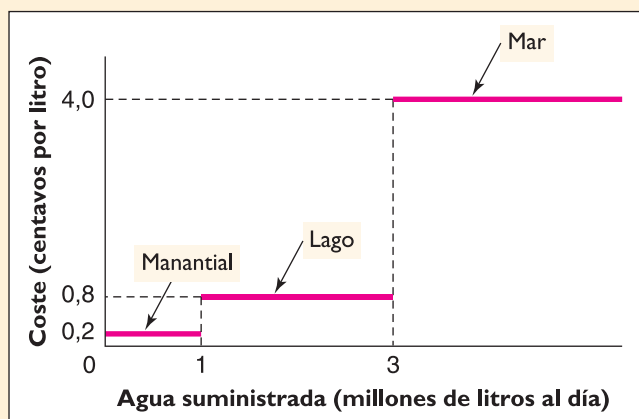 Mar
4,0
Coste (centavos por litro)
Lago
Manantial
0,8
0,2
0
1
3
Agua suministrada (millones de litros al día)